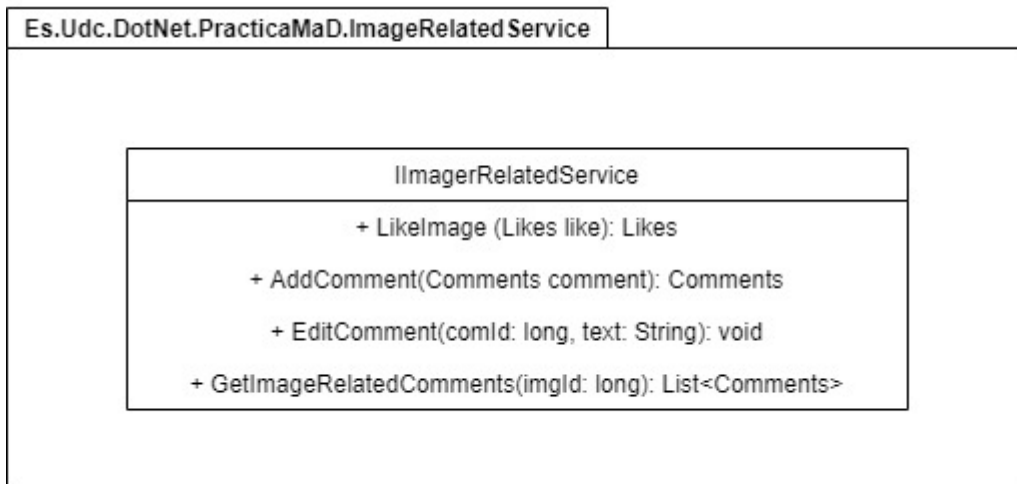 Es.Udc.DotNet.PracticaMaD.ImageRelatedService
IImagerRelatedService
+ LikeImage (Likes like): Likes
+ AddComment(Comments comment): Comments
+ EditComment(comId: long, text: String): void
+ GetImageRelatedComments(imgId: long): List<Comments>